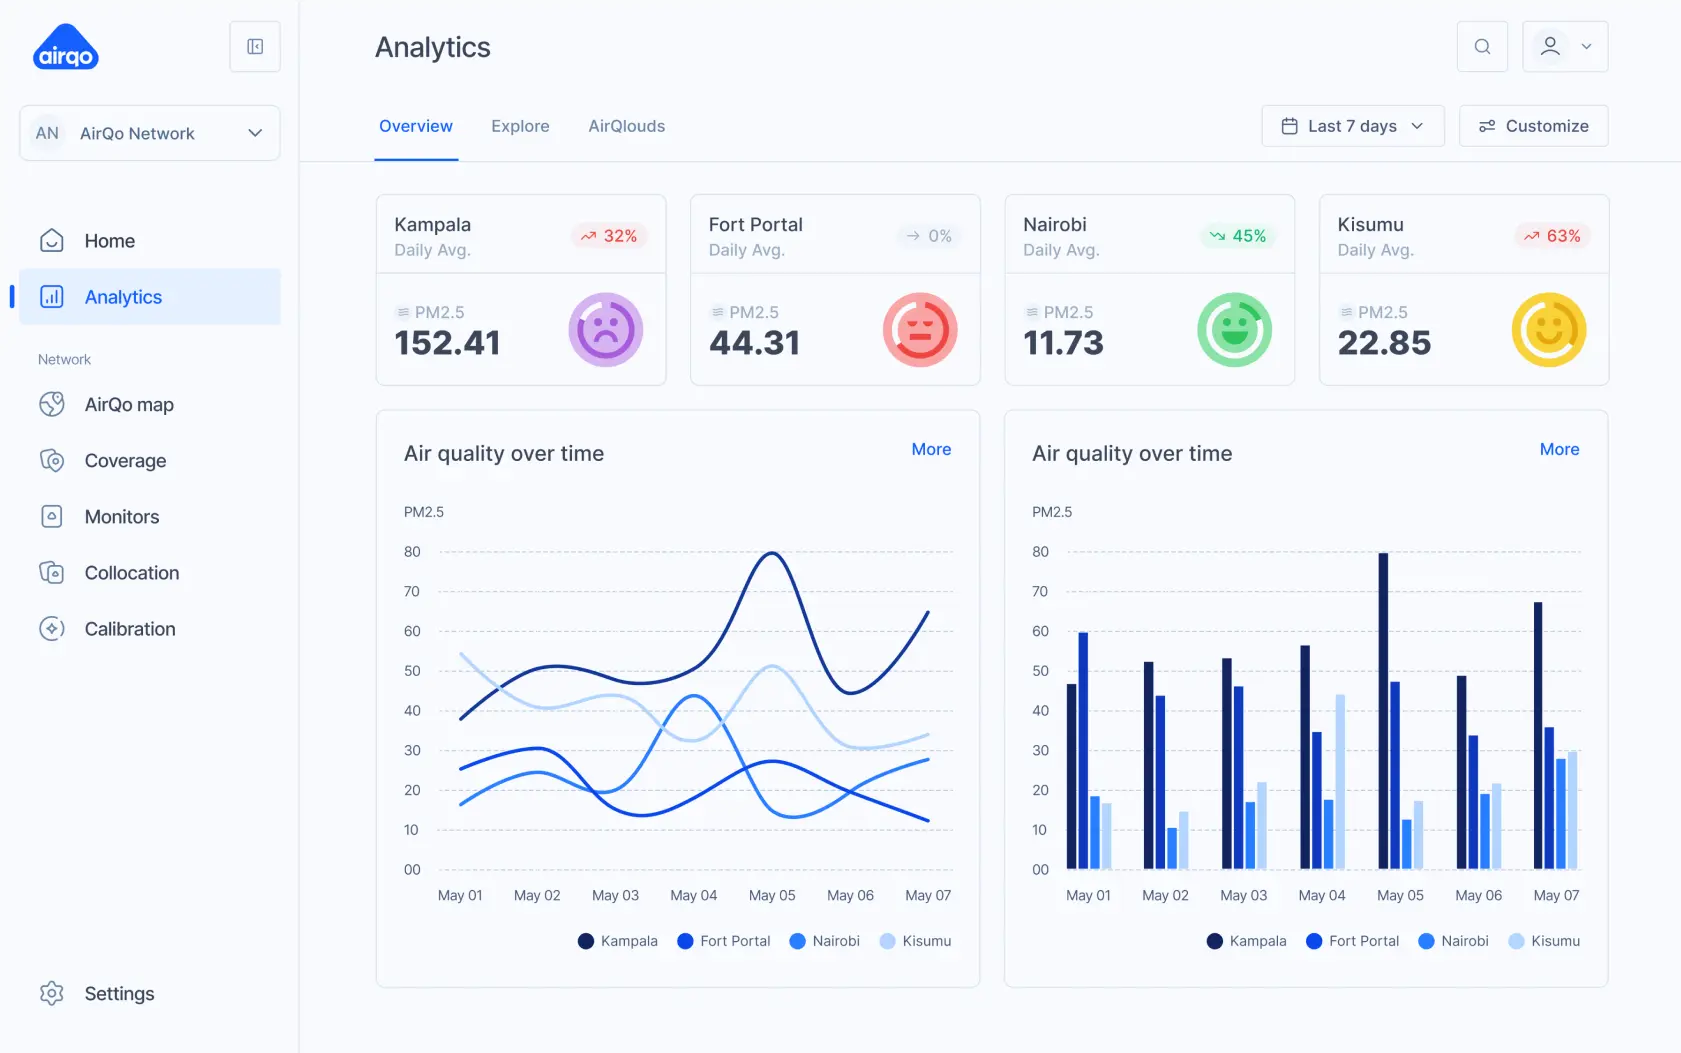 airqo
Analytics
AN AirQo Network
Overview Explore AirQlouds
Last 7 days Customize
Home
Analytics
Network
AirQo map
Coverage
Monitors
Collocation
Calibration
Settings
Kampala
Daily Avg.
32%
PM2.5
152.41
Fort Portal
Daily Avg.
0%
PM2.5
44.31
Nairobi
Daily Avg.
45%
PM2.5
11.73
Kisumu
Daily Avg.
63%
PM2.5
22.85
Air quality over time More
PM2.5
80
70
60
50
40
30
20
10
00
May 01 May 02 May 03 May 04 May 05 May 06 May 07
Kampala Fort Portal Nairobi Kisumu
Air quality over time More
PM2.5
80
70
60
50
40
30
20
10
00
May 01 May 02 May 03 May 04 May 05 May 06 May 07
Kampala Fort Portal Nairobi Kisumu